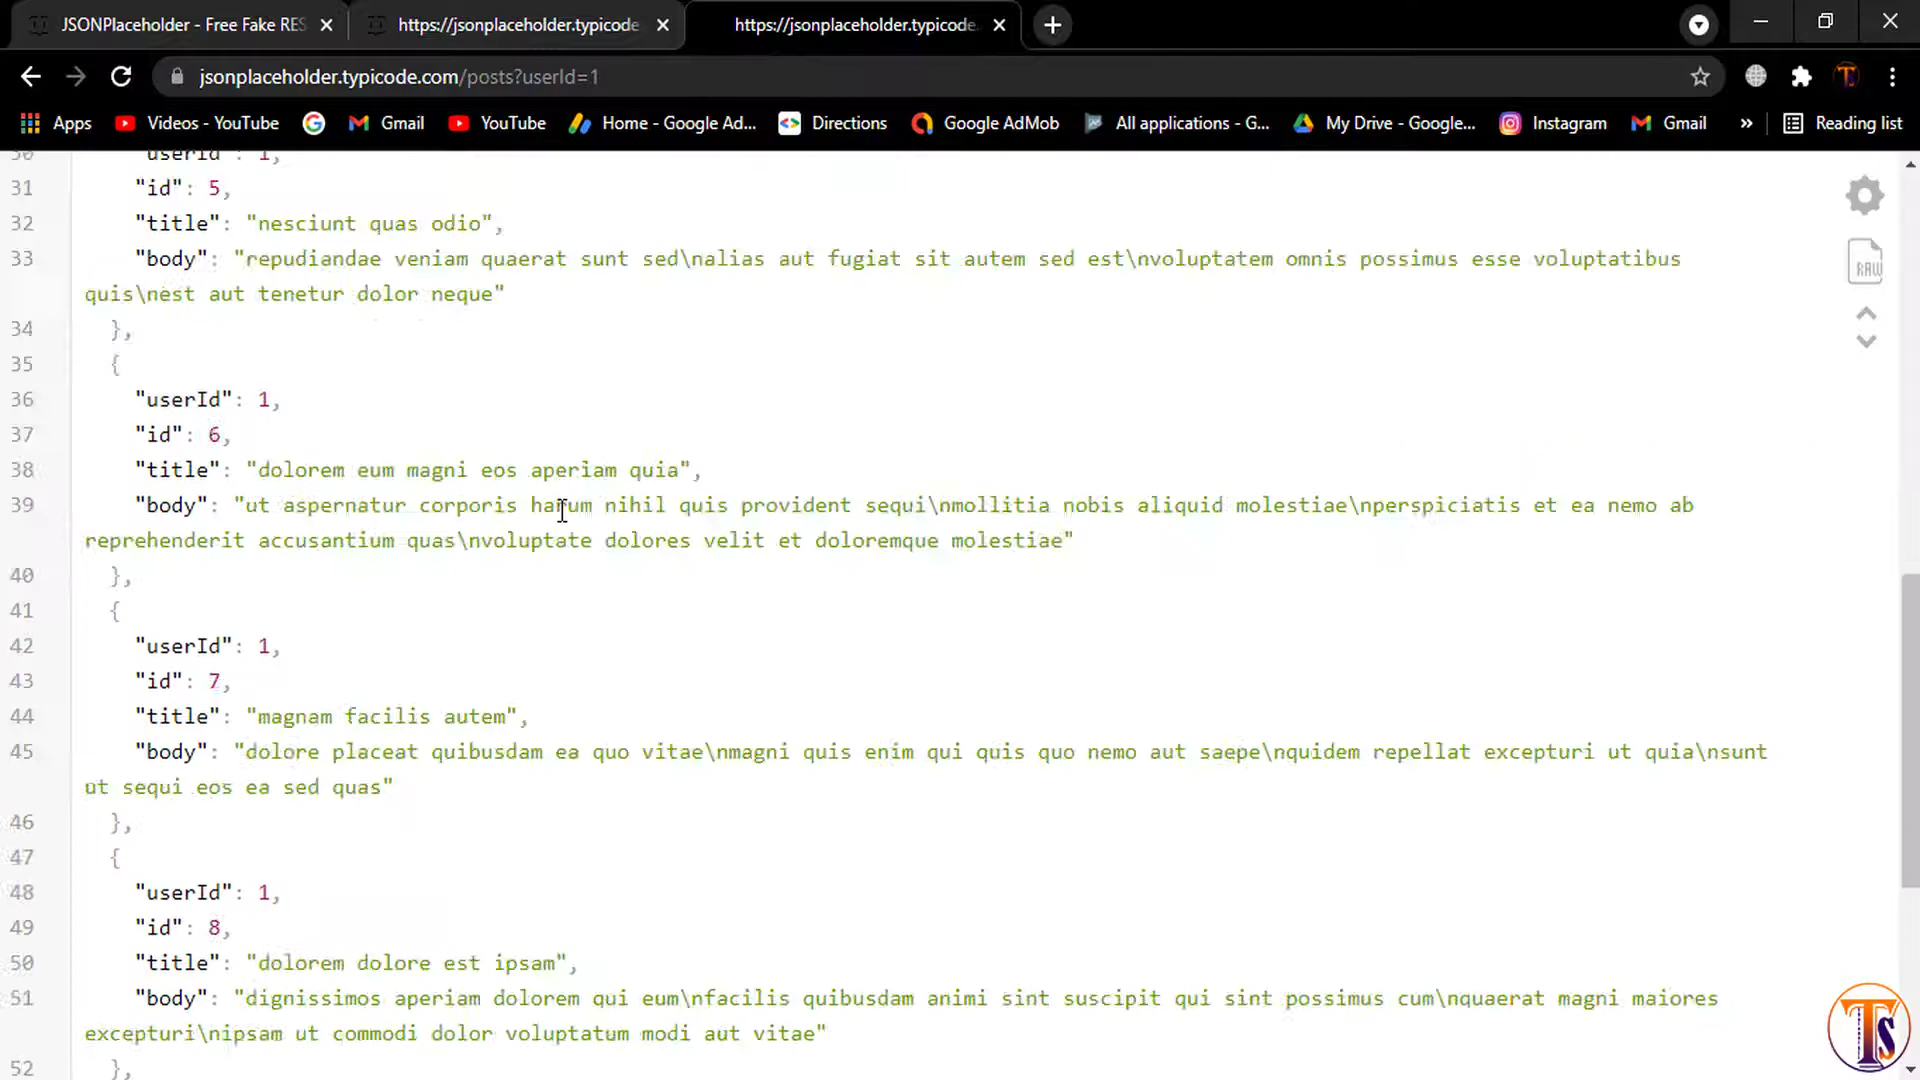 JSONPlaceholder - Free Fake RES
https://jsonplaceholder.typicode
https://jsonplaceholder.typicode.
jsonplaceholder.typicode.com/posts?userId=1
Apps
Videos - YouTube
Gmail
YouTube
Home - Google Ad...
Directions
Google AdMob
All applications - G...
My Drive - Google...
Instagram
Gmail
»
Reading list
30 "userId": 1,
31 "id": 5,
32 "title": "nesciunt quas odio",
33 "body": "repudiandae veniam quaerat sunt sed\nalias aut fugiat sit autem sed est\nvoluptatem omnis possimus esse voluptatibus
quis\nest aut tenetur dolor neque"
34 },
35 {
36 "userId": 1,
37 "id": 6,
38 "title": "dolorem eum magni eos aperiam quia",
39 "body": "ut aspernatur corporis harum nihil quis provident sequi\nmollitia nobis aliquid molestiae\nperspiciatis et ea nemo ab
reprehenderit accusantium quas\nvoluptate dolores velit et doloremque molestiae"
40 },
41 {
42 "userId": 1,
43 "id": 7,
44 "title": "magnam facilis autem",
45 "body": "dolore placeat quibusdam ea quo vitae\nmagni quis enim qui quis quo nemo aut saepe\nquidem repellat excepturi ut quia\nsunt
ut sequi eos ea sed quas"
46 },
47 {
48 "userId": 1,
49 "id": 8,
50 "title": "dolorem dolore est ipsam",
51 "body": "dignissimos aperiam dolorem qui eum\nfacilis quibusdam animi sint suscipit qui sint possimus cum\nquaerat magni maiores
excepturi\nipsam ut commodi dolor voluptatum modi aut vitae"
52 },
RAW
TS